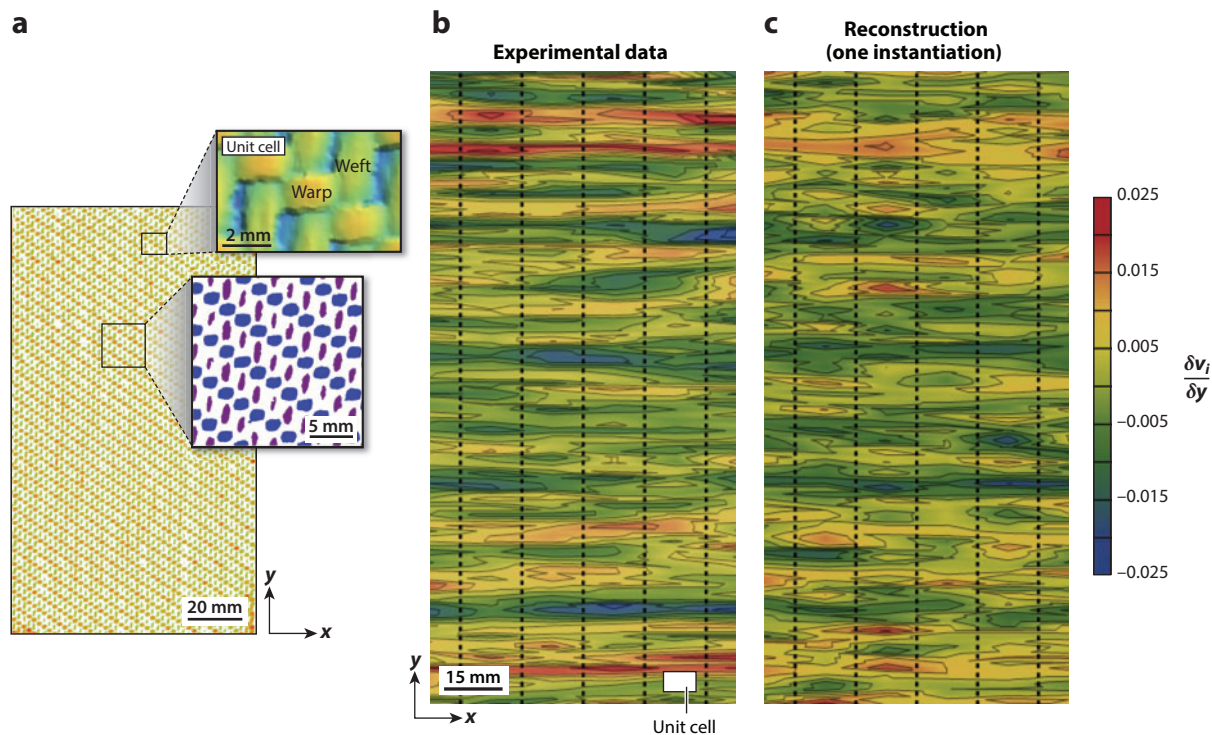 a
Unit cell
Weft
Warp
2 mm
5 mm
20 mm
y
x
b
Experimental data
15 mm
y
x
Unit cell
c
Reconstruction
(one instantiation)
0.025
0.015
0.005
−0.005
−0.015
−0.025
δv_i
δy